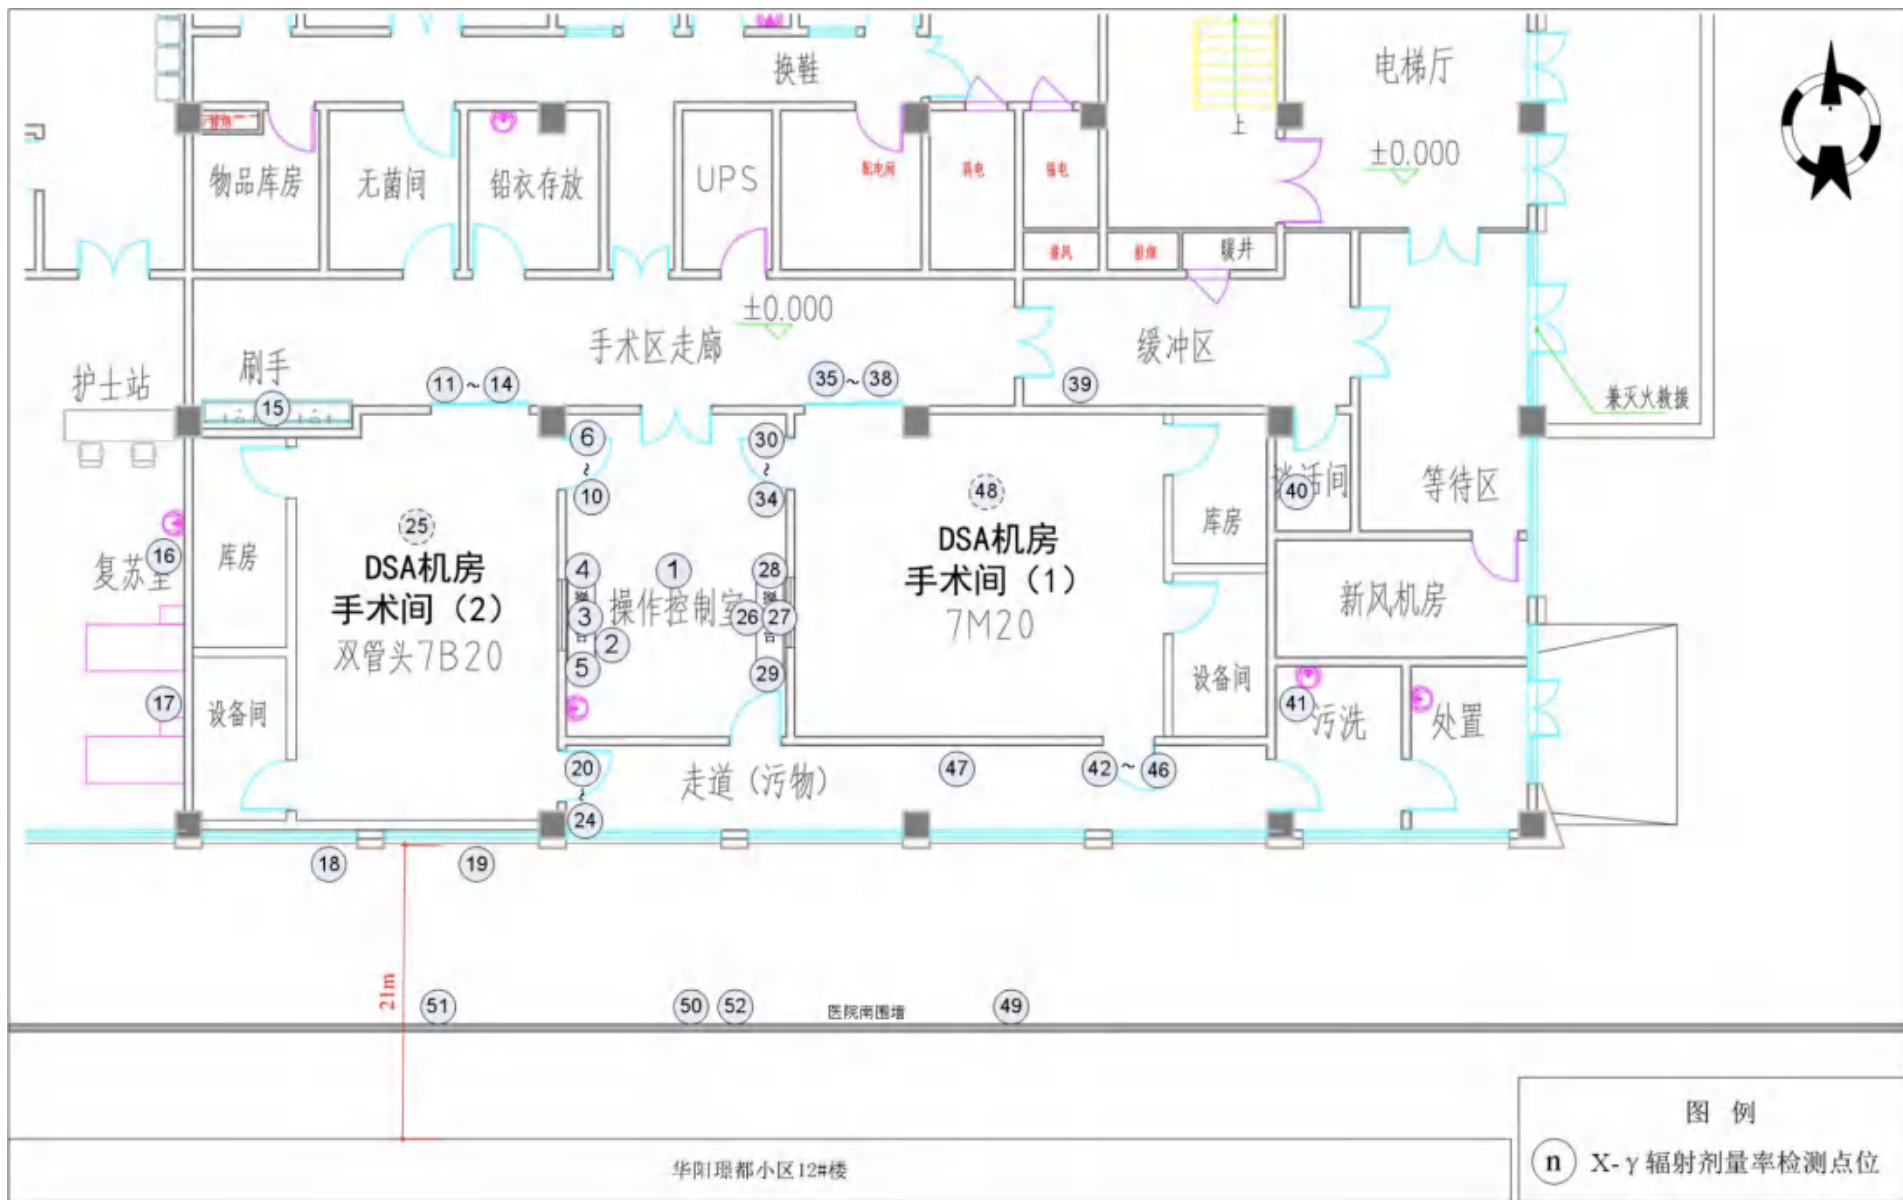 换鞋
电梯厅
上
±0.000
物品库房
无菌间
铅衣存放
UPS
配电间
弱电
强电
暖井
±0.000
手术区走廊
缓冲区
护士站
刷手
11 ~ 14
35 ~ 38
39
兼灭火救援
15
6
~
10
30
~
34
48
40
等待区
25
DSA机房
手术间（2）
双管头7B20
DSA机房
手术间（1）
7M20
库房
库房
16
复苏室
4
1
28
3
操作控制室
26
27
2
5
29
新风机房
17
设备间
设备间
41
污洗
处置
20
~
24
走道（污物）
47
42 ~ 46
18
19
21m
51
50
52
医院南围墙
49
图 例
n X-γ辐射剂量率检测点位
华阳璟都小区12#楼